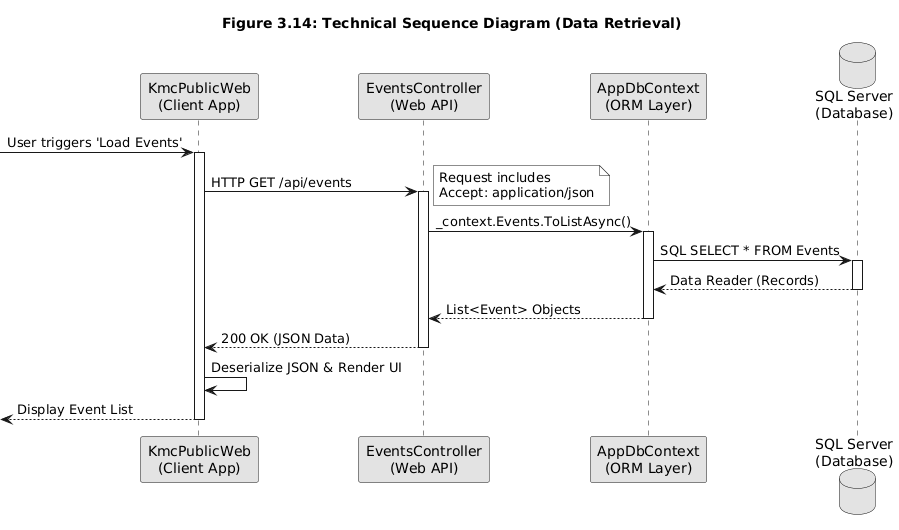 Figure 3.14: Technical Sequence Diagram (Data Retrieval)
KmcPublicWeb
(Client App)
EventsController
(Web API)
AppDbContext
(ORM Layer)
SQL Server
(Database)
User triggers 'Load Events'
HTTP GET /api/events
Request includes
Accept: application/json
_context.Events.ToListAsync()
SQL SELECT * FROM Events
Data Reader (Records)
List<Event> Objects
200 OK (JSON Data)
Deserialize JSON & Render UI
Display Event List
KmcPublicWeb
(Client App)
EventsController
(Web API)
AppDbContext
(ORM Layer)
SQL Server
(Database)